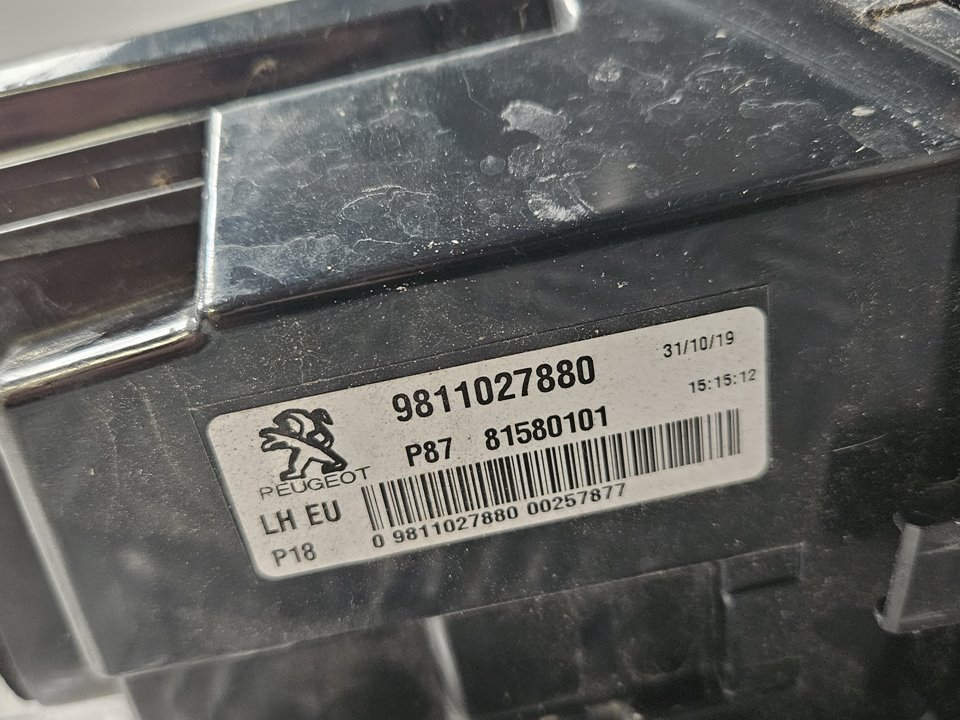 9811027880 31/10/19
P87 81580101 15:15:12
PEUGEOT
LH EU
P18
0 9811027880 00257877